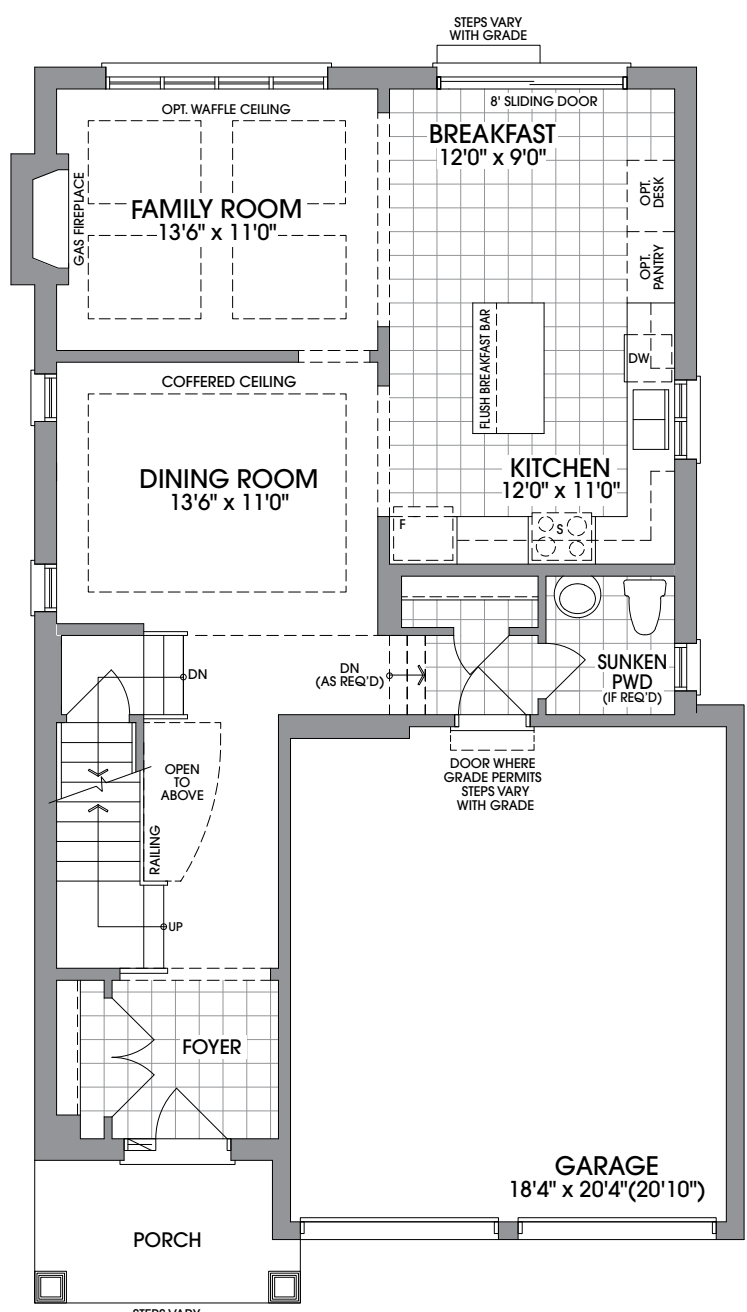 STEPS VARY
WITH GRADE
OPT. WAFFLE CEILING
8' SLIDING DOOR
BREAKFAST
12'0" x 9'0"
GAS FIREPLACE
FAMILY ROOM
13'6" x 11'0"
OPT.
DESK
OPT.
PANTRY
FLUSH BREAKFAST BAR
DW
COFFERED CEILING
DINING ROOM
13'6" x 11'0"
KITCHEN
12'0" x 11'0"
F
S
DN
DN
(AS REQ'D)
SUNKEN
PWD
(IF REQ'D)
OPEN
TO
ABOVE
RAILING
DOOR WHERE
GRADE PERMITS
STEPS VARY
WITH GRADE
UP
FOYER
GARAGE
18'4" x 20'4"(20'10")
PORCH
STEPS VARY